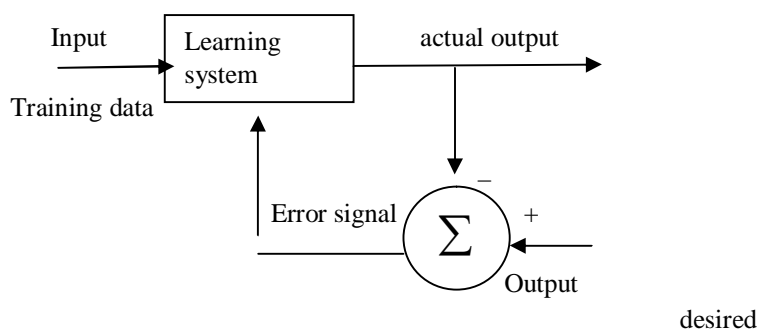 Input
Learning
system
actual output
Training data
−
Error signal
Σ
+
Output
desired